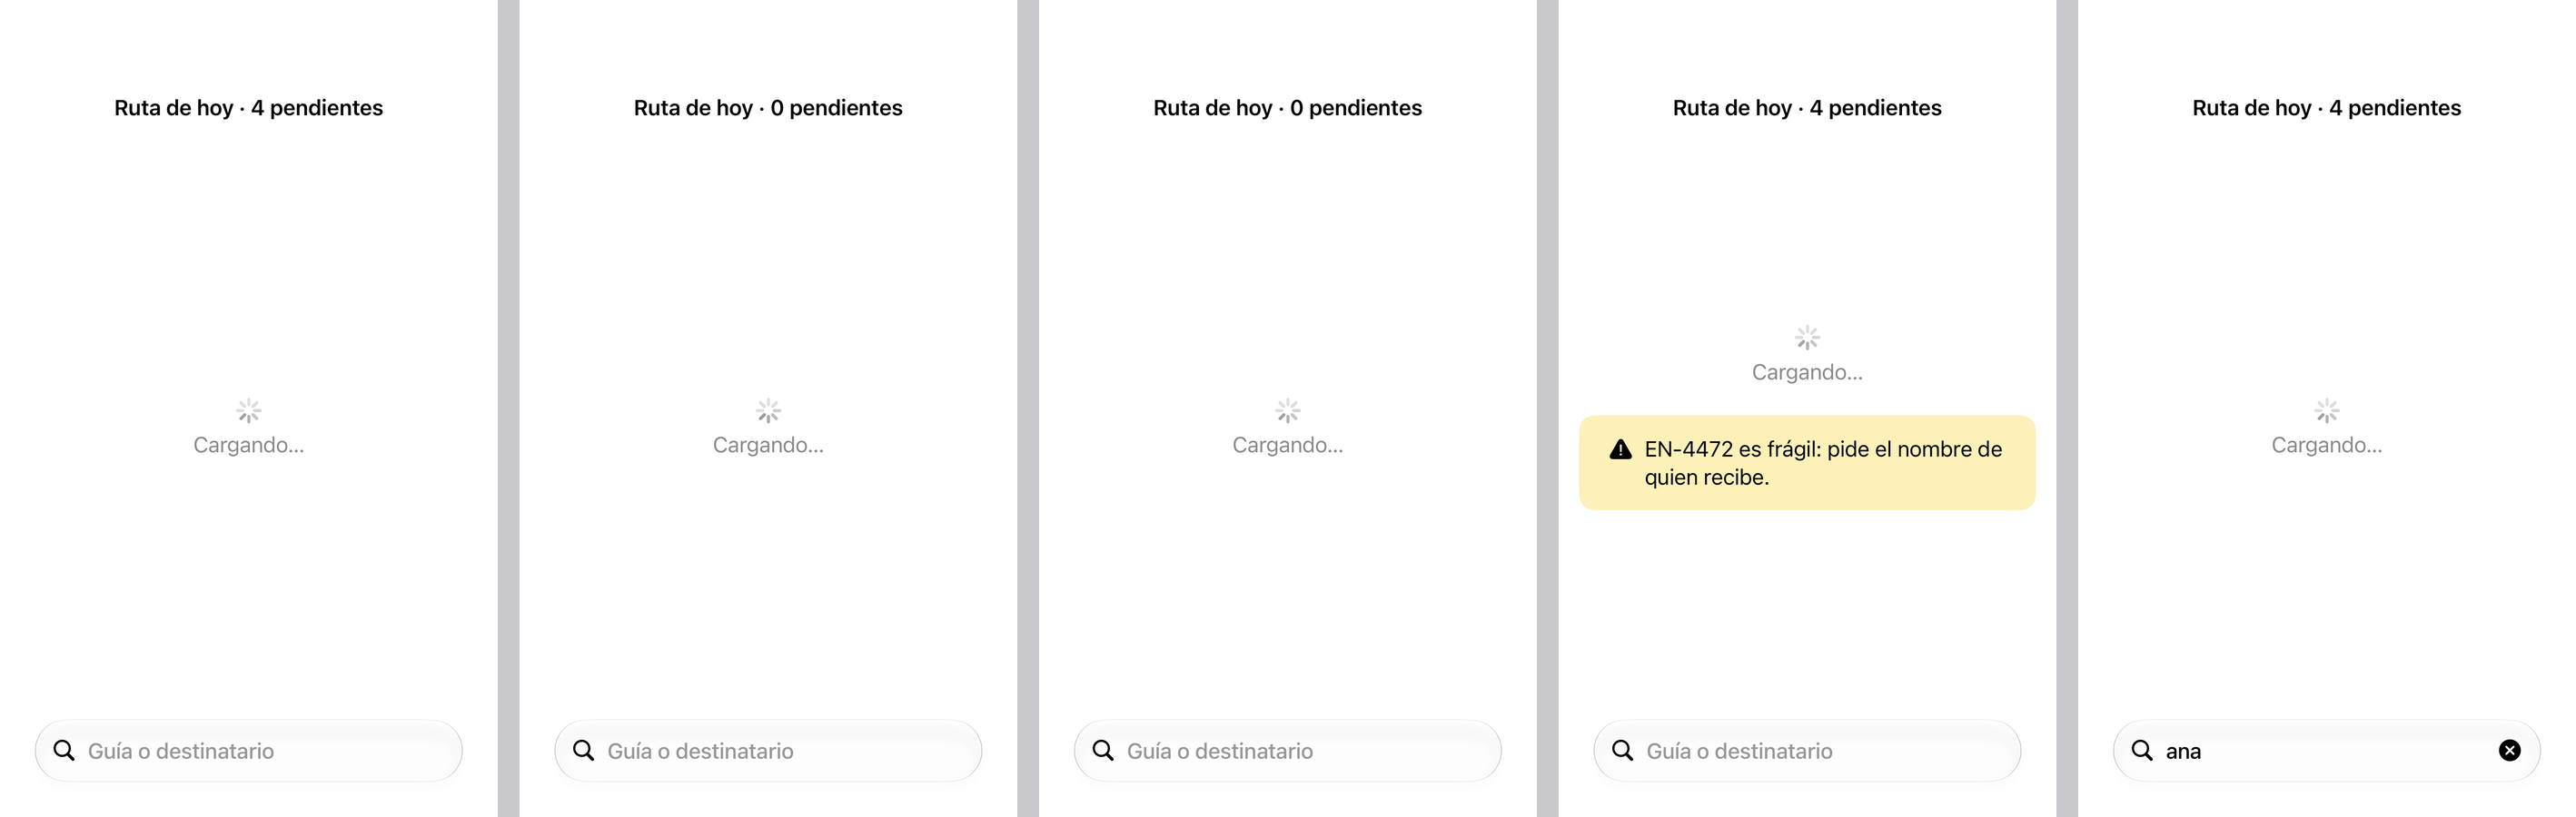 Ruta de hoy · 4 pendientes
Cargando...
Guía o destinatario
Ruta de hoy · 0 pendientes
Cargando...
Guía o destinatario
Ruta de hoy · 0 pendientes
Cargando...
Guía o destinatario
Ruta de hoy · 4 pendientes
Cargando...
EN-4472 es frágil: pide el nombre de
quien recibe.
Guía o destinatario
Ruta de hoy · 4 pendientes
Cargando...
ana